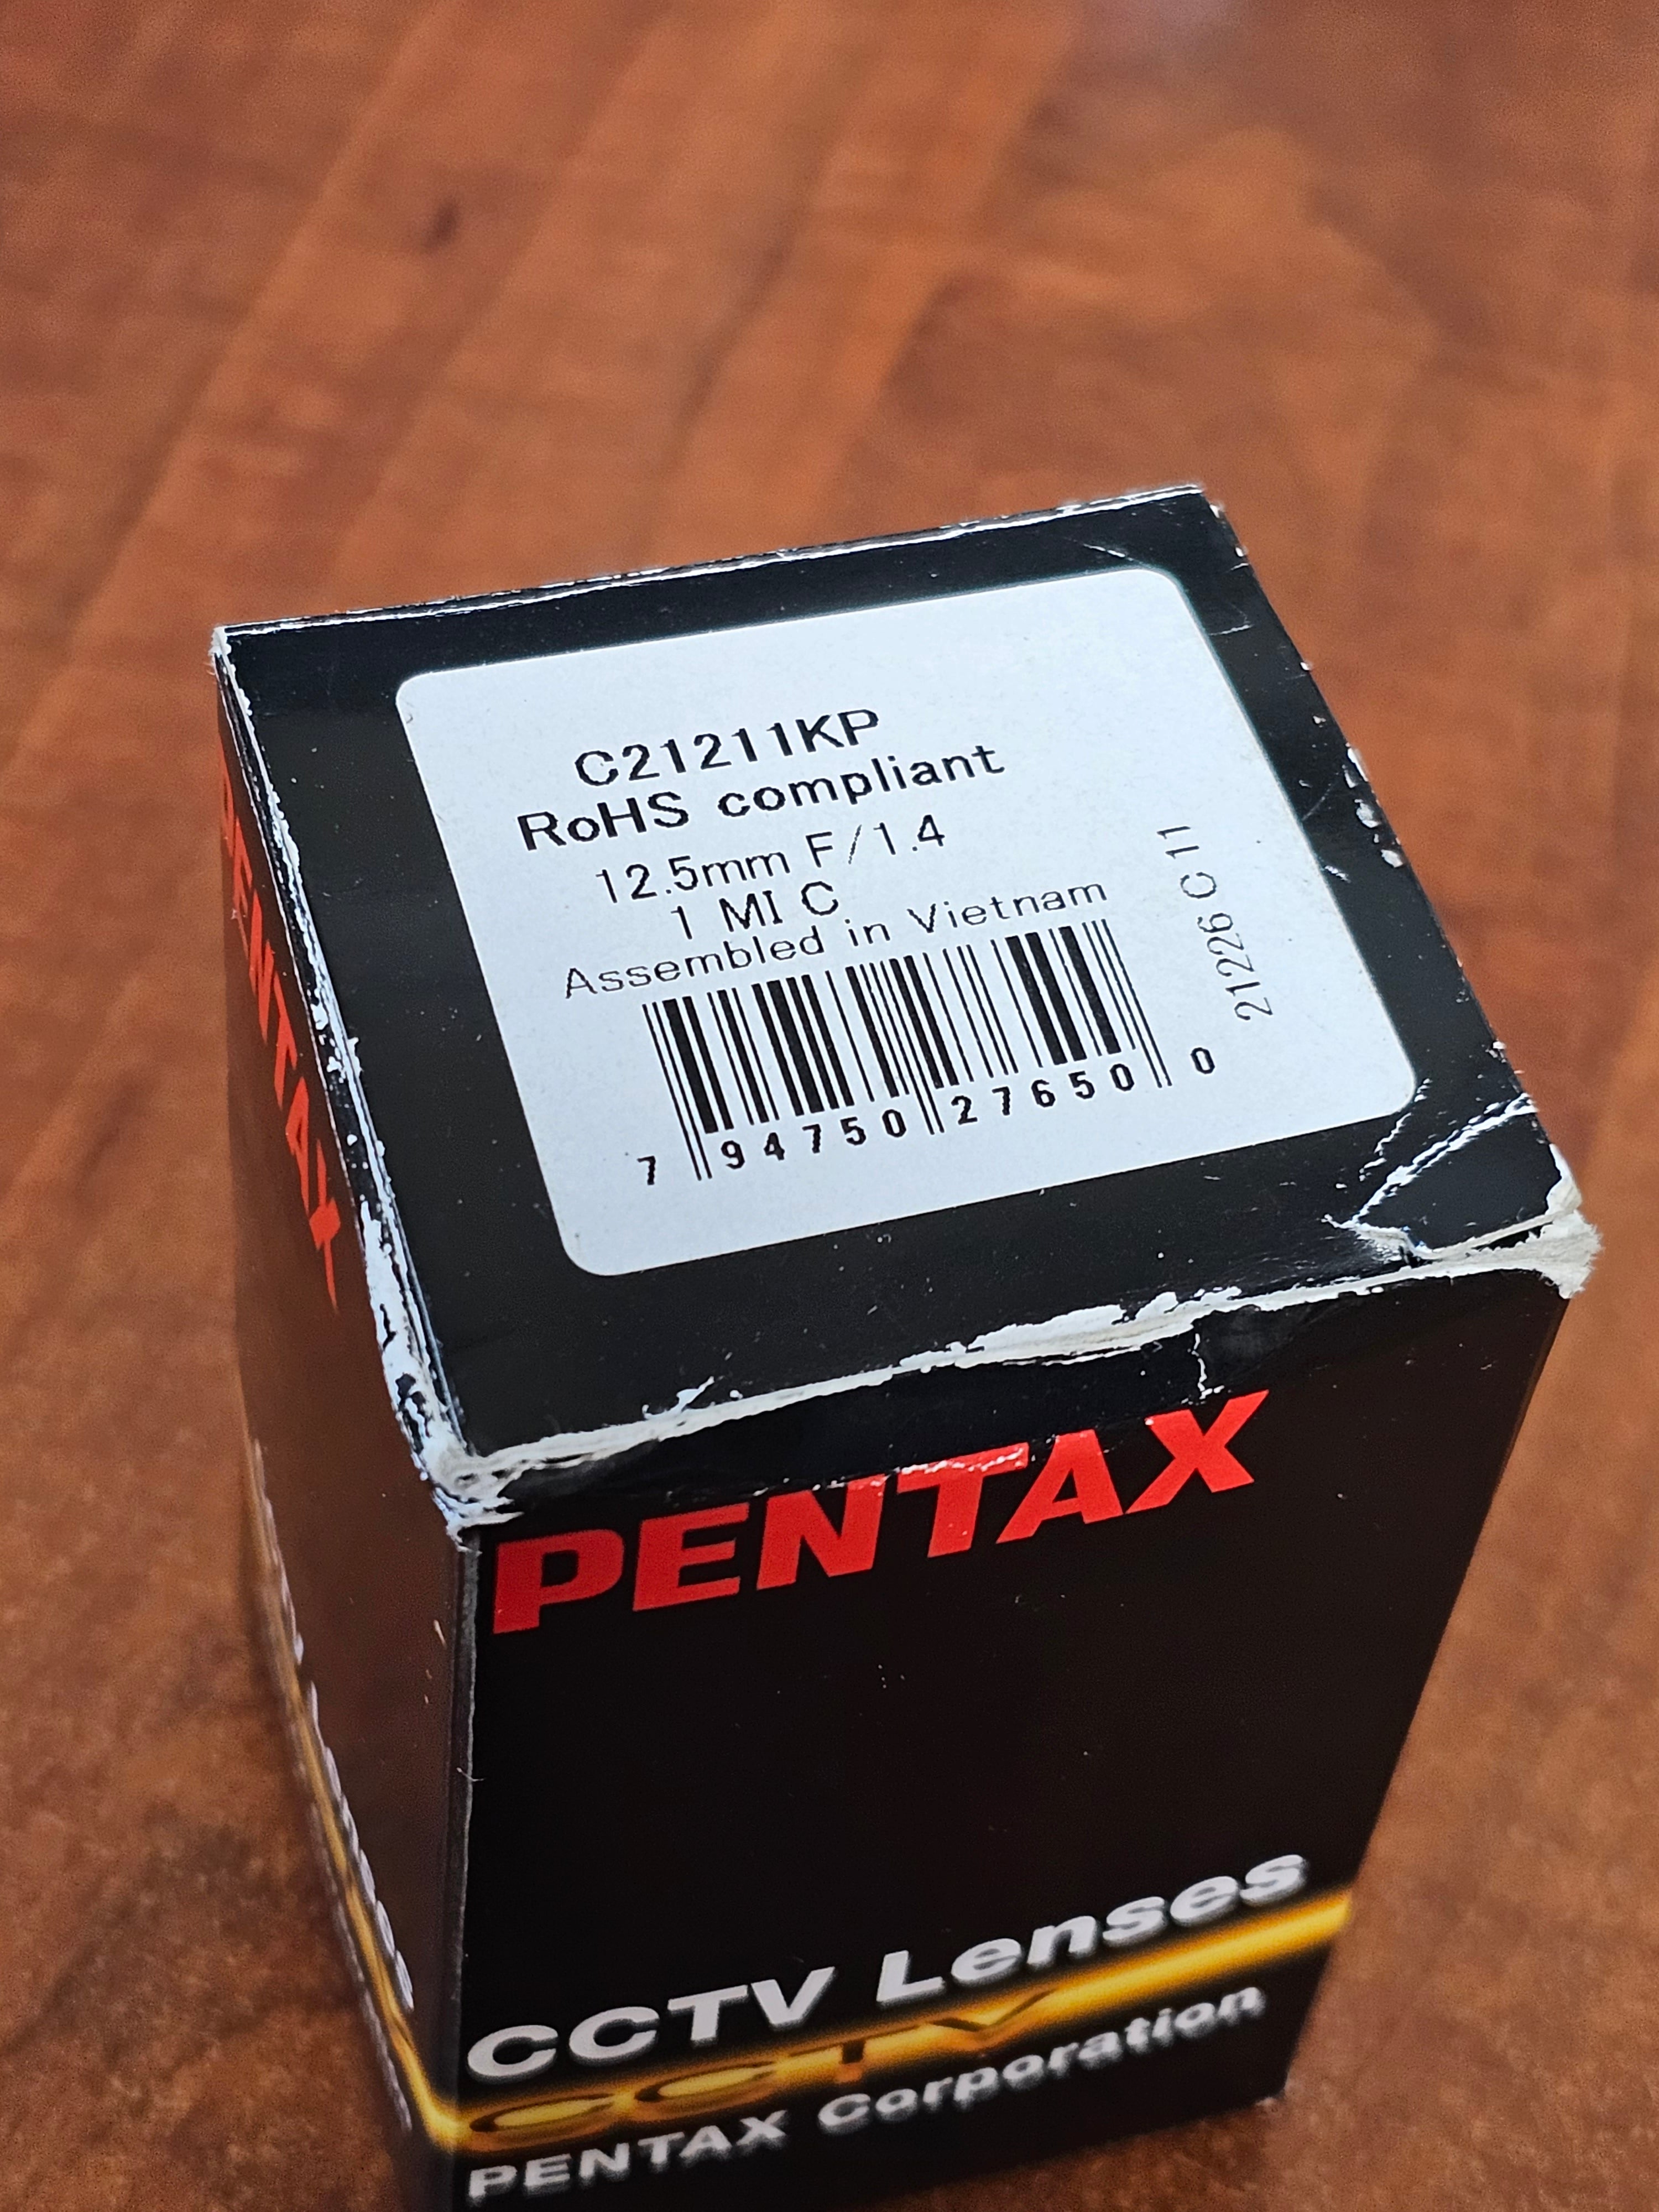 C21211KP
RoHS compliant
12.5mm F/1.4
1 MI C
Assembled in Vietnam
7 94750 27650 0
21226 C 11
PENTAX
PENTAX
CCTV Lenses
CCTV
PENTAX Corporation